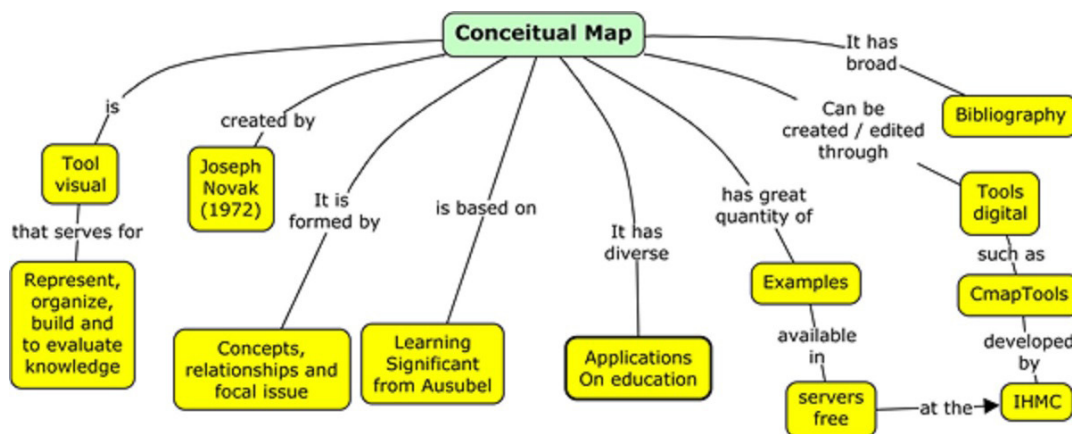 Conceitual Map
is
Tool
visual
that serves for
Represent,
organize,
build and
to evaluate
knowledge
created by
Joseph
Novak
(1972)
It is
formed by
Concepts,
relationships and
focal issue
is based on
Learning
Significant
from Ausubel
It has
diverse
Applications
On education
has great
quantity of
Examples
available
in
servers
free
at the
Can be
created / edited
through
Tools
digital
such as
CmapTools
developed
by
IHMC
It has
broad
Bibliography